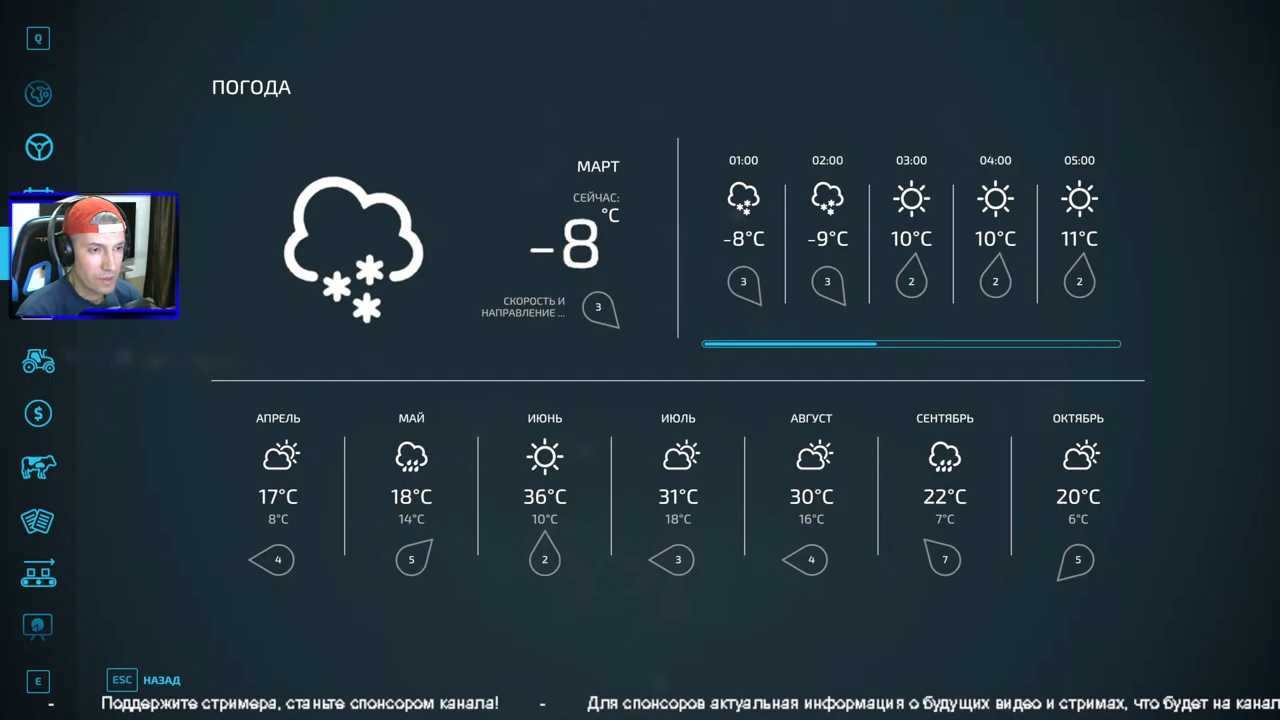 Q
ПОГОДА
МАРТ
СЕЙЧАС:
-8 °C
СКОРОСТЬ И
НАПРАВЛЕНИЕ ...
3
01:00 02:00 03:00 04:00 05:00
-8°C -9°C 10°C 10°C 11°C
3 3 2 2 2
АПРЕЛЬ МАЙ ИЮНЬ ИЮЛЬ АВГУСТ СЕНТЯБРЬ ОКТЯБРЬ
17°C 18°C 36°C 31°C 30°C 22°C 20°C
8°C 14°C 10°C 18°C 16°C 7°C 6°C
4 5 2 3 4 7 5
E
ESC НАЗАД
- Поддержите стримера, станьте спонсором канала! - Для спонсоров актуальная информация о будущих видео и стримах, что будет на канал